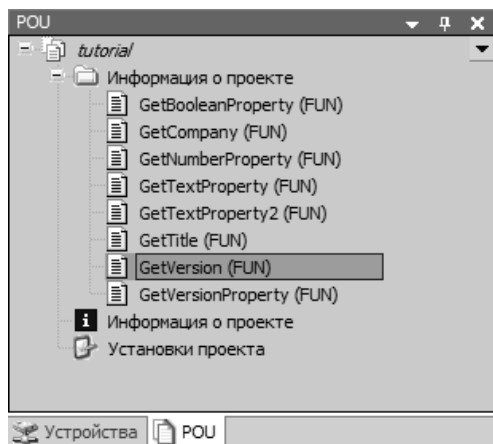 POU
tutorial
Информация о проекте
GetBooleanProperty (FUN)
GetCompany (FUN)
GetNumberProperty (FUN)
GetTextProperty (FUN)
GetTextProperty2 (FUN)
GetTitle (FUN)
GetVersion (FUN)
GetVersionProperty (FUN)
Информация о проекте
Установки проекта
Устройства POU